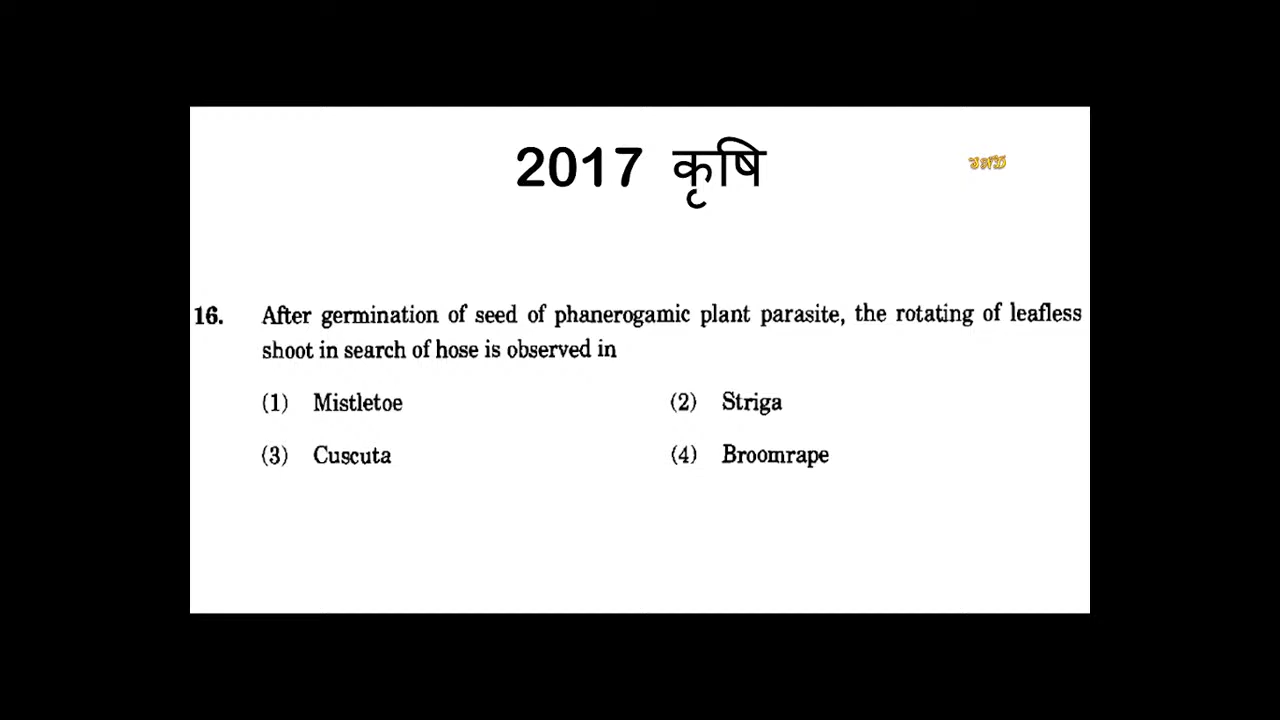 2017 कृषि
16. After germination of seed of phanerogamic plant parasite, the rotating of leafless
shoot in search of hose is observed in
(1) Mistletoe (2) Striga
(3) Cuscuta (4) Broomrape